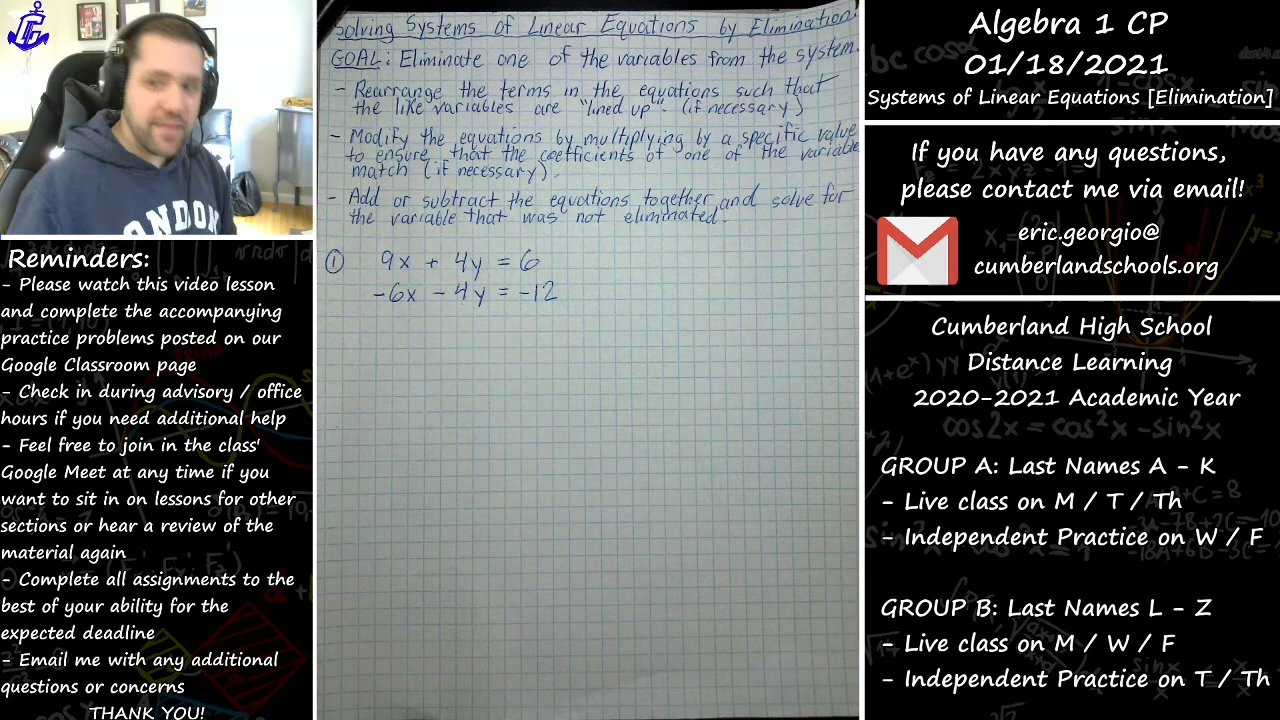 CG
LONDON
Reminders:
- Please watch this video lesson
and complete the accompanying
practice problems posted on our
Google Classroom page
- Check in during advisory / office
hours if you need additional help
- Feel free to join in the class'
Google Meet at any time if you
want to sit in on lessons for other
sections or hear a review of the
material again
- Complete all assignments to the
best of your ability for the
expected deadline
- Email me with any additional
questions or concerns
THANK YOU!
Solving Systems of Linear Equations by Elimination.
GOAL: Eliminate one of the variables from the system.
- Rearrange the terms in the equations such that
the like variables are "lined up". (if necessary)
- Modify the equations by multiplying by a specific value
to ensure that the coefficients of one of the variable
match (if necessary).
- Add or subtract the equations together and solve for
the variable that was not eliminated.
① 9x + 4y = 6
-6x - 4y = -12
Algebra 1 CP
01/18/2021
Systems of Linear Equations [Elimination]
If you have any questions,
please contact me via email!
eric.georgio@
cumberlandschools.org
Cumberland High School
Distance Learning
2020-2021 Academic Year
cos2x = cos²x - sin²x
GROUP A: Last Names A - K
- Live class on M / T / Th
- Independent Practice on W / F
GROUP B: Last Names L - Z
- Live class on M / W / F
- Independent Practice on T / Th